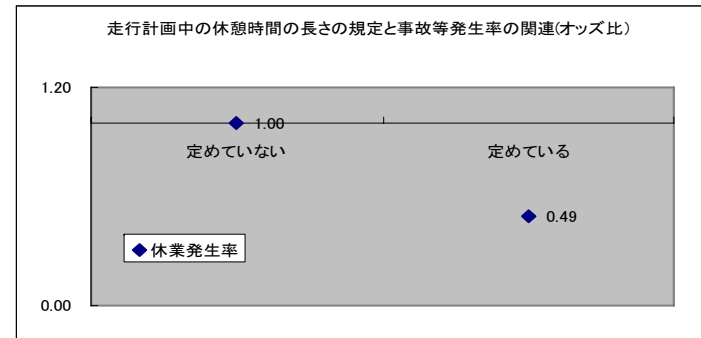 走行計画中の休憩時間の長さの規定と事故等発生率の関連(オッズ比)
1.20
1.00
定めていない
定めている
0.49
休業発生率
0.00